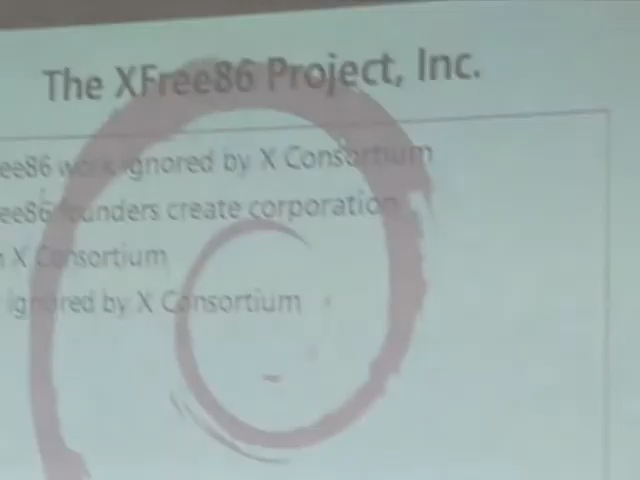 The XFree86 Project, Inc.
ee86 work ignored by X Consortium
ee86 founders create corporation
n X Consortium
ignored by X Consortium